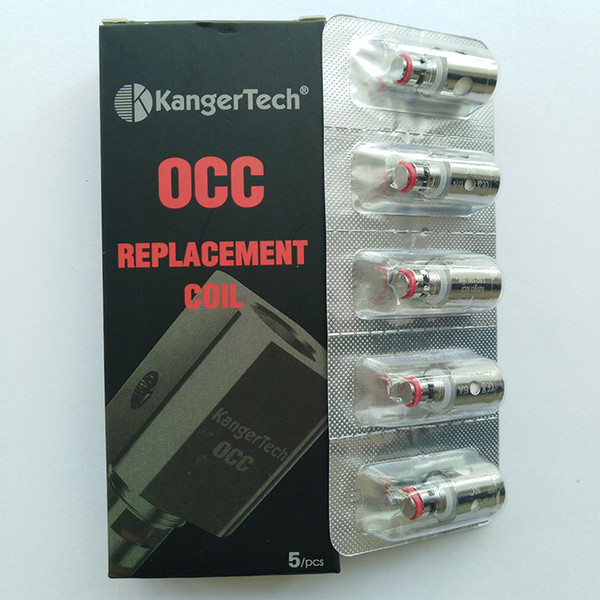 KangerTech®
OCC
REPLACEMENT
COIL
KangerTech
OCC
5/pcs